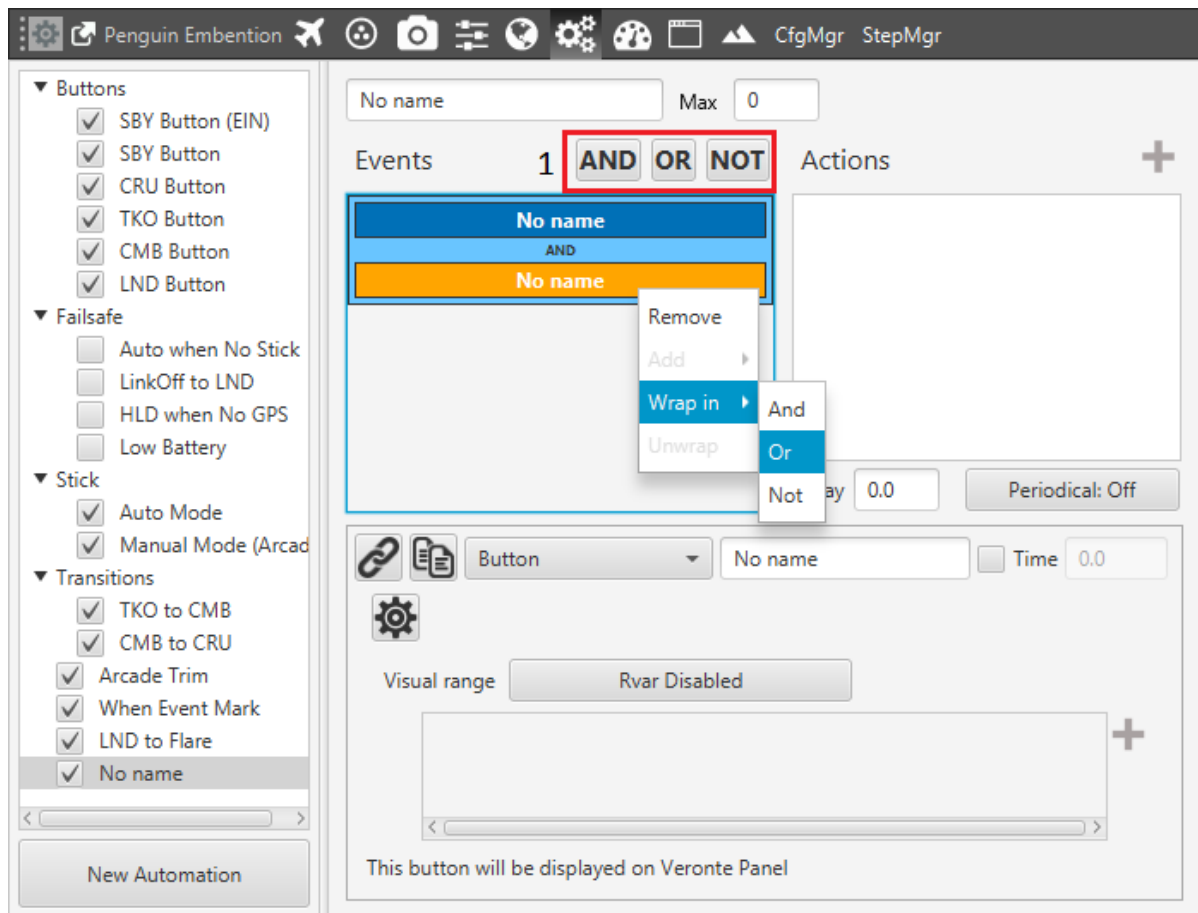 Penguin Embention CfgMgr StepMgr
Buttons
SBY Button (EIN)
SBY Button
CRU Button
TKO Button
CMB Button
LND Button
Failsafe
Auto when No Stick
LinkOff to LND
HLD when No GPS
Low Battery
Stick
Auto Mode
Manual Mode (Arcad
Transitions
TKO to CMB
CMB to CRU
Arcade Trim
When Event Mark
LND to Flare
No name
New Automation
No name Max 0
Events 1 AND OR NOT Actions
No name
AND
No name
Remove
Add
Wrap in
Unwrap
And
Or
Not
ay 0.0 Periodical: Off
Button No name Time 0.0
Visual range Rvar Disabled
This button will be displayed on Veronte Panel